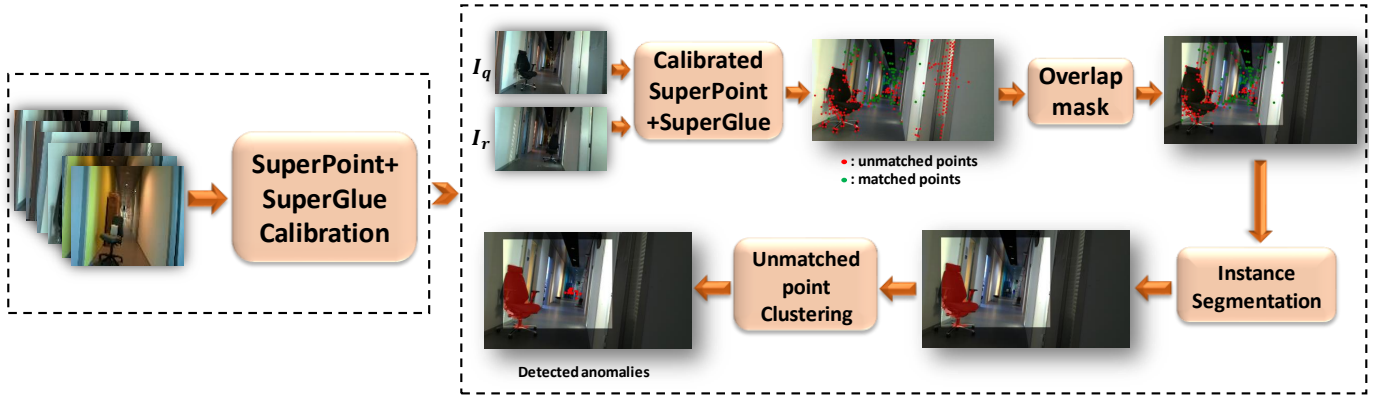 SuperPoint+
SuperGlue
Calibration
I_q
I_r
Calibrated
SuperPoint
+SuperGlue
• : unmatched points
• : matched points
Overlap
mask
Instance
Segmentation
Unmatched
point
Clustering
Detected anomalies